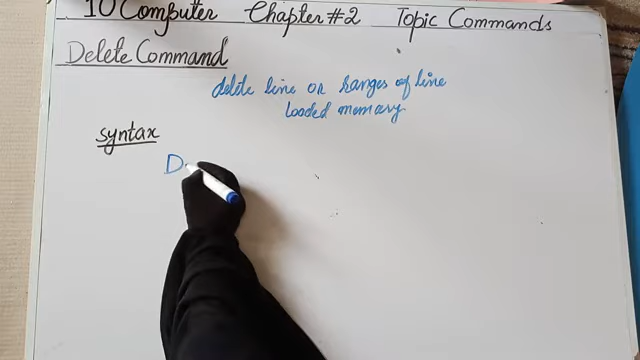 10 Computer Chapter #2 Topic Commands
Delete Command
delete line or ranges of line
loaded memory
syntax
D